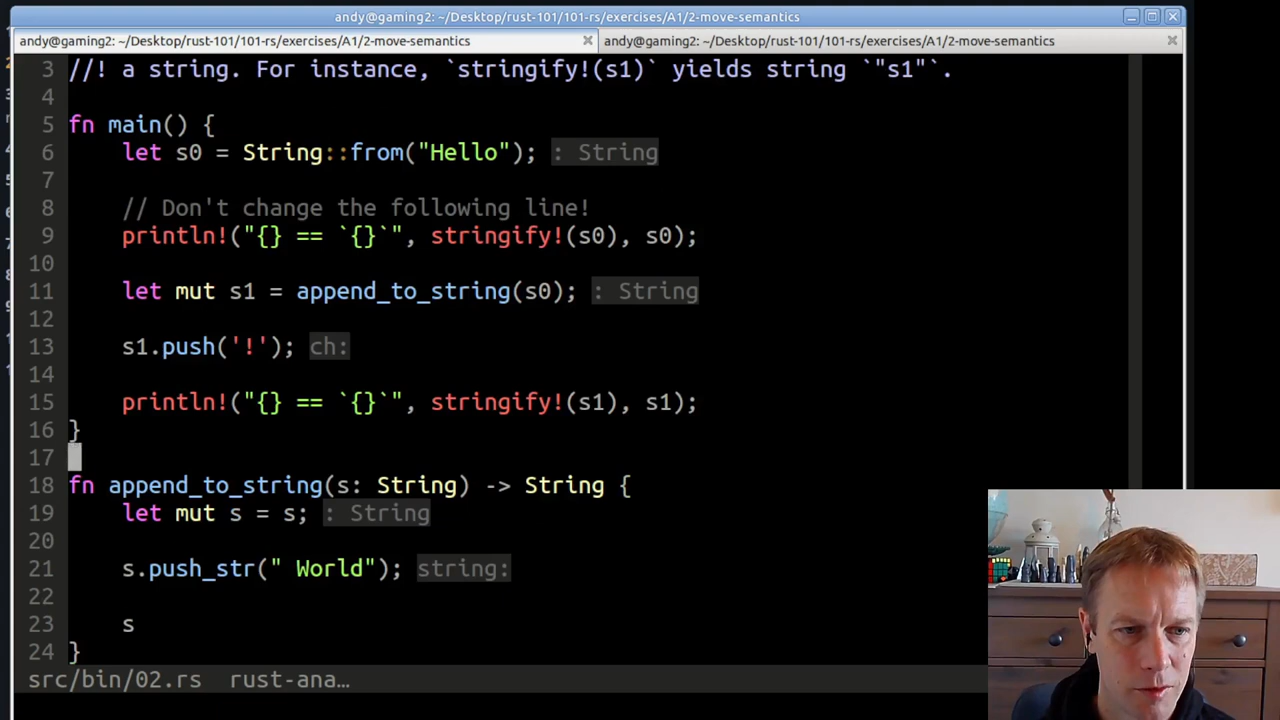 andy@gaming2: ~/Desktop/rust-101/101-rs/exercises/A1/2-move-semantics
andy@gaming2: ~/Desktop/rust-101/101-rs/exercises/A1/2-move-semantics
andy@gaming2: ~/Desktop/rust-101/101-rs/exercises/A1/2-move-semantics
3 //! a string. For instance, `stringify!(s1)` yields string `"s1"`.
4
5 fn main() {
6     let s0 = String::from("Hello"); : String
7
8     // Don't change the following line!
9     println!("{} == `{}`", stringify!(s0), s0);
10
11     let mut s1 = append_to_string(s0); : String
12
13     s1.push('!'); ch:
14
15     println!("{} == `{}`", stringify!(s1), s1);
16 }
17
18 fn append_to_string(s: String) -> String {
19     let mut s = s; : String
20
21     s.push_str(" World"); string:
22
23     s
24 }
src/bin/02.rs rust-ana…